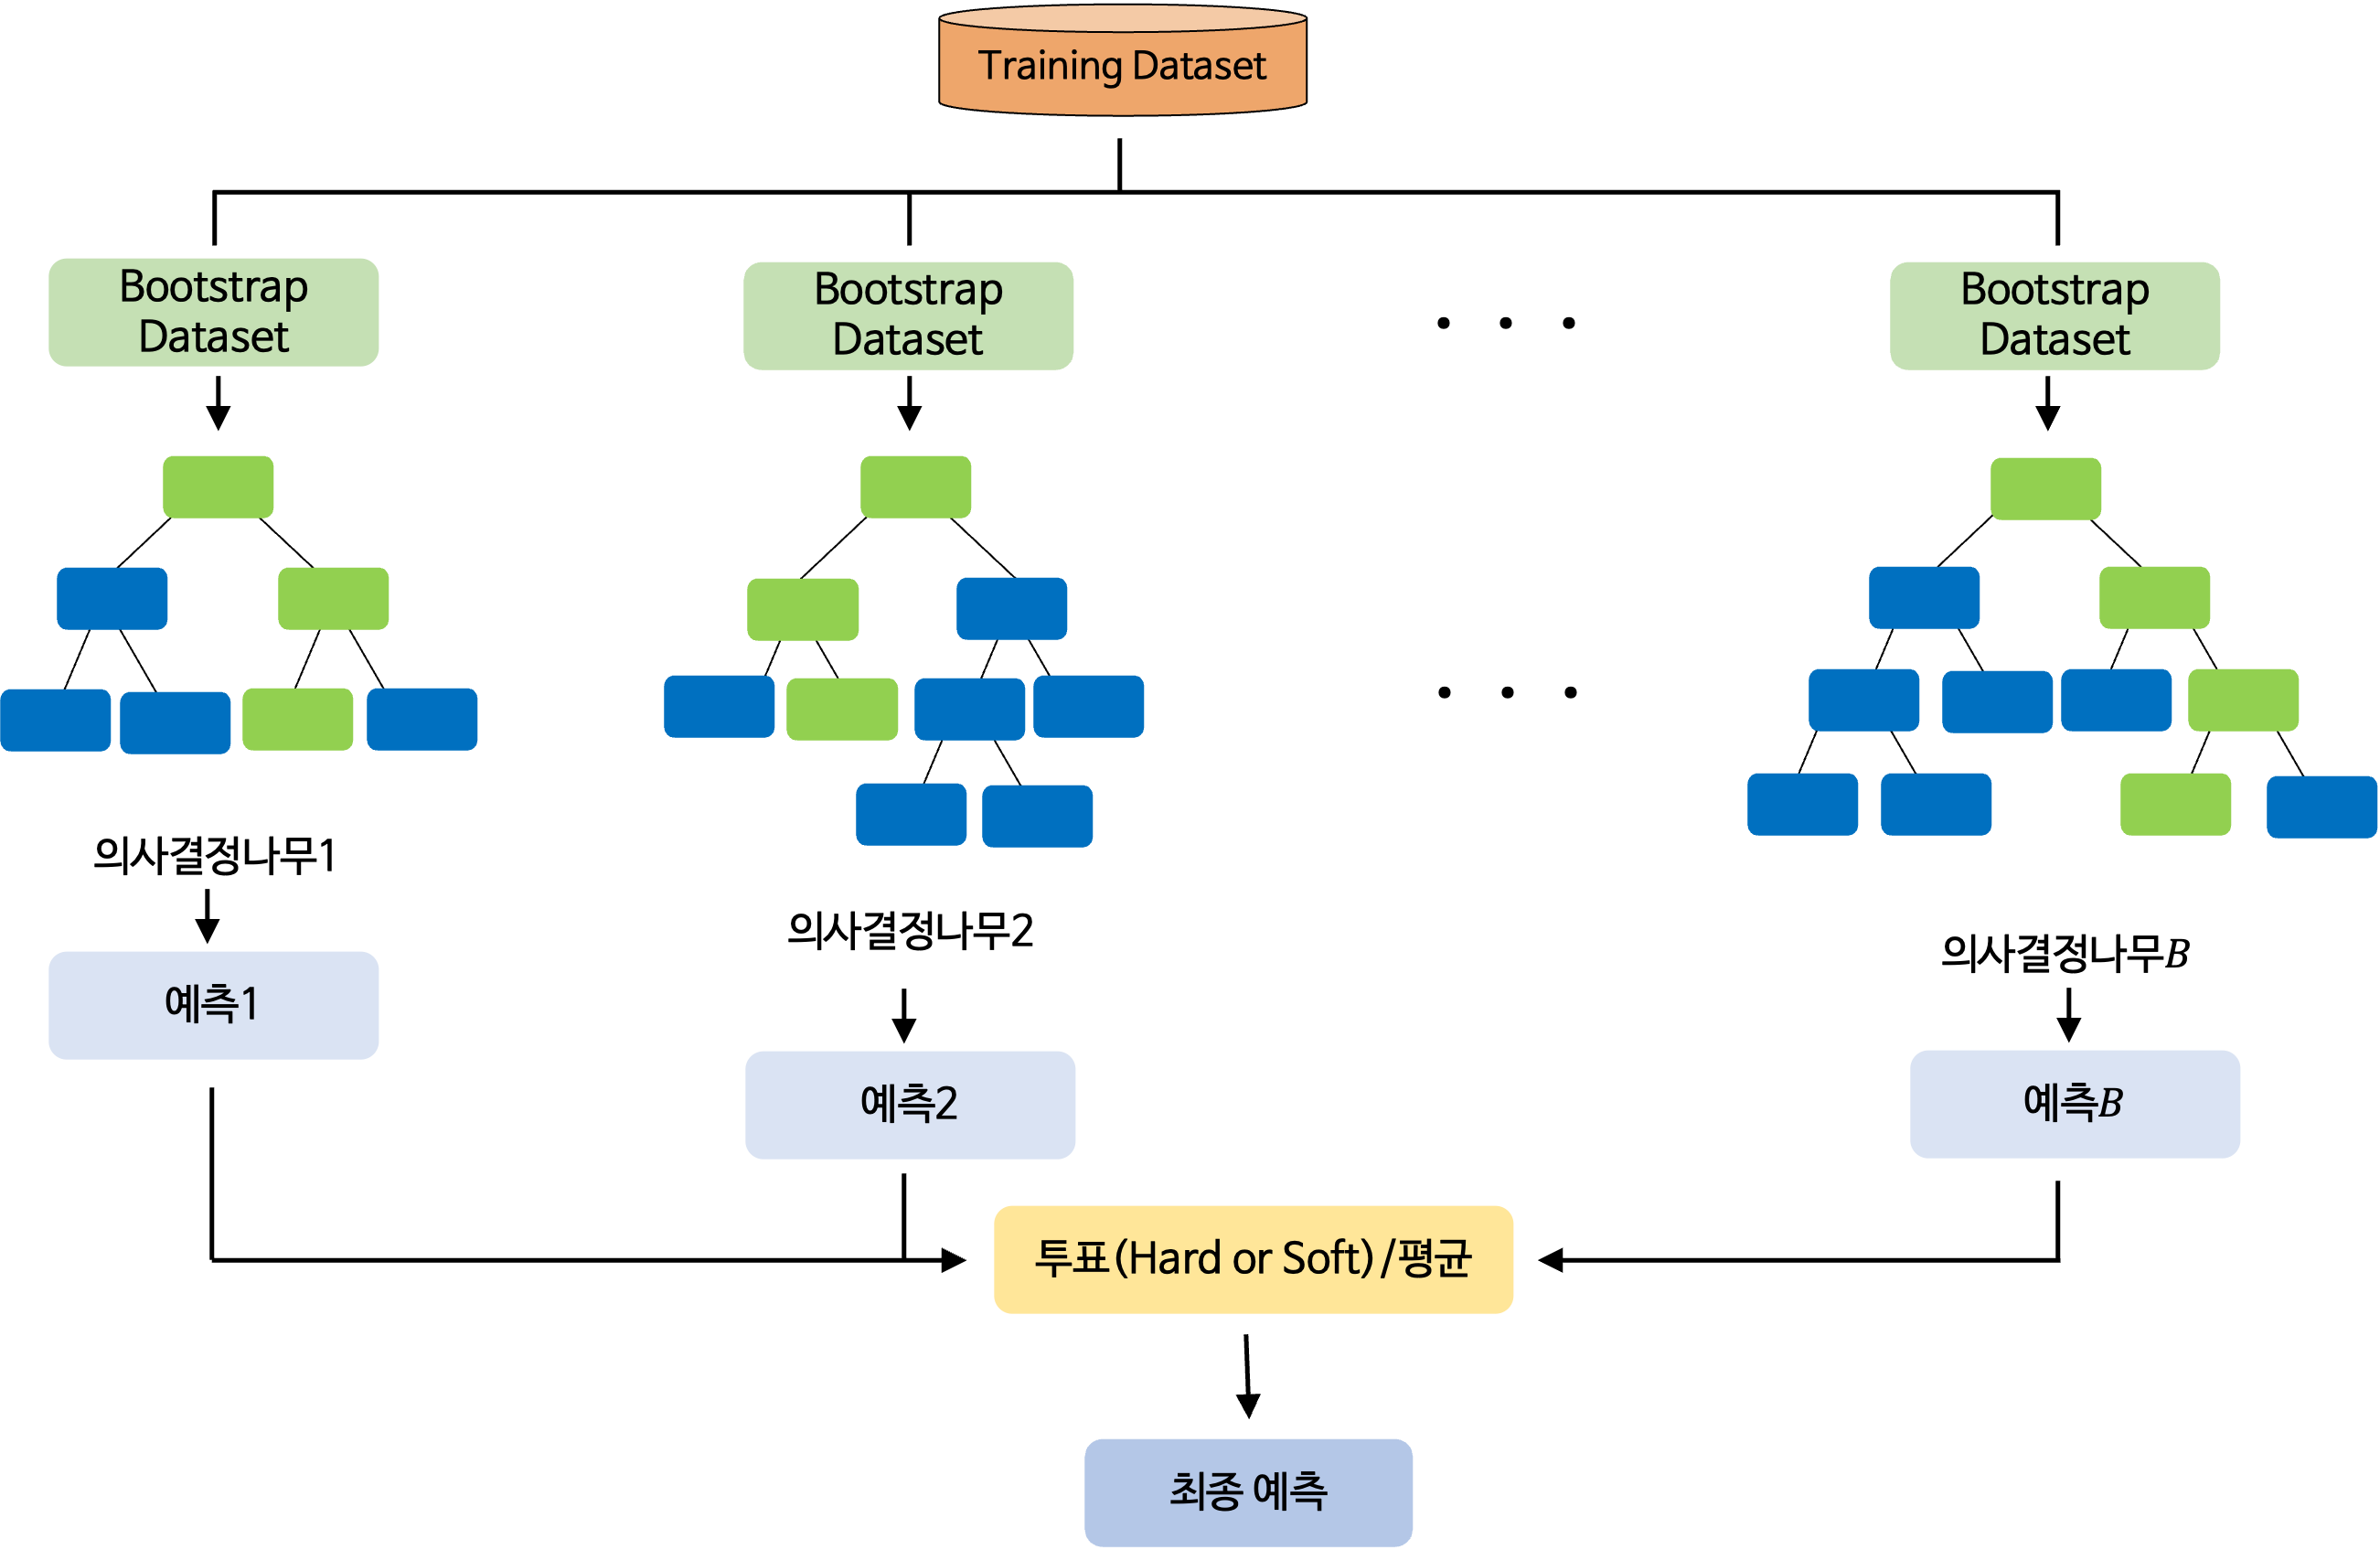 Training Dataset
Bootstrap
Dataset
Bootstrap
Dataset
Bootstrap
Dataset
의사결정나무1
의사결정나무2
의사결정나무B
예측1
예측2
예측B
투표(Hard or Soft) /평균
최종 예측